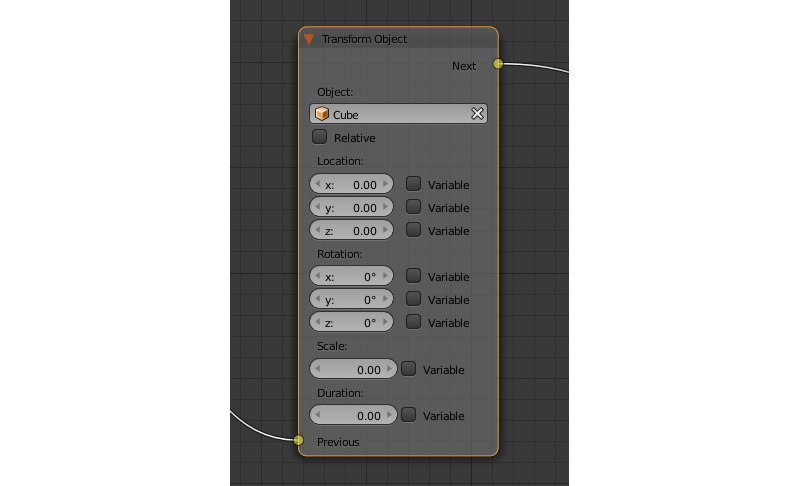 Transform Object
Next
Object:
Cube
Relative
Location:
x: 0.00 Variable
y: 0.00 Variable
z: 0.00 Variable
Rotation:
x: 0° Variable
y: 0° Variable
z: 0° Variable
Scale:
0.00 Variable
Duration:
0.00 Variable
Previous